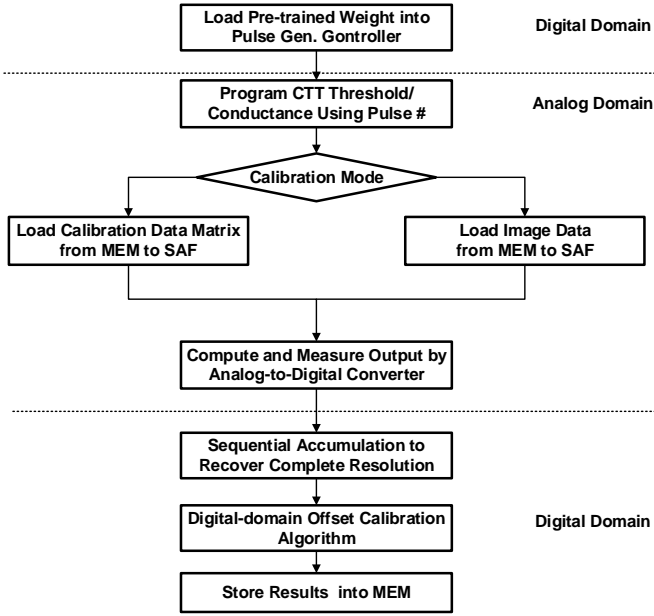 Load Pre-trained Weight into
Pulse Gen. Gontroller
Digital Domain
Program CTT Threshold/
Conductance Using Pulse #
Analog Domain
Calibration Mode
Load Calibration Data Matrix
from MEM to SAF
Load Image Data
from MEM to SAF
Compute and Measure Output by
Analog-to-Digital Converter
Sequential Accumulation to
Recover Complete Resolution
Digital-domain Offset Calibration
Algorithm
Digital Domain
Store Results into MEM